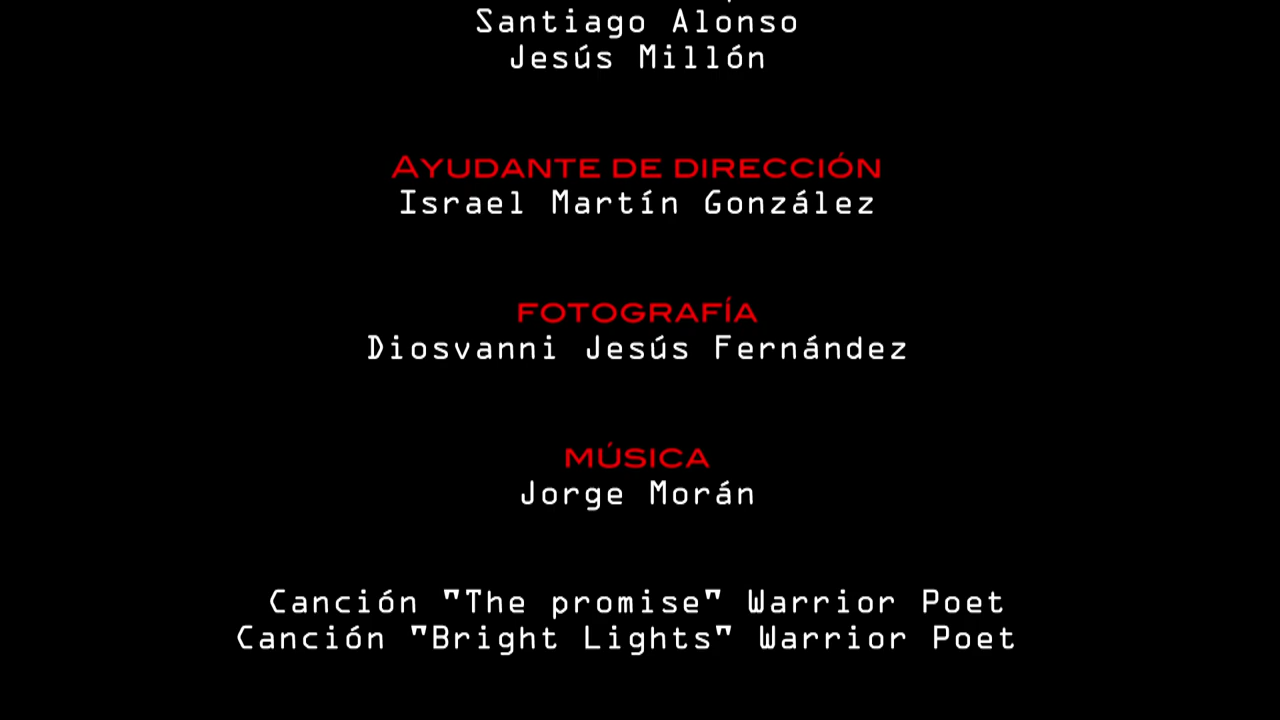 Santiago Alonso
Jesús Millón
AYUDANTE DE DIRECCIÓN
Israel Martín González
FOTOGRAFÍA
Diosvanni Jesús Fernández
MÚSICA
Jorge Morán
Canción "The promise" Warrior Poet
Canción "Bright Lights" Warrior Poet